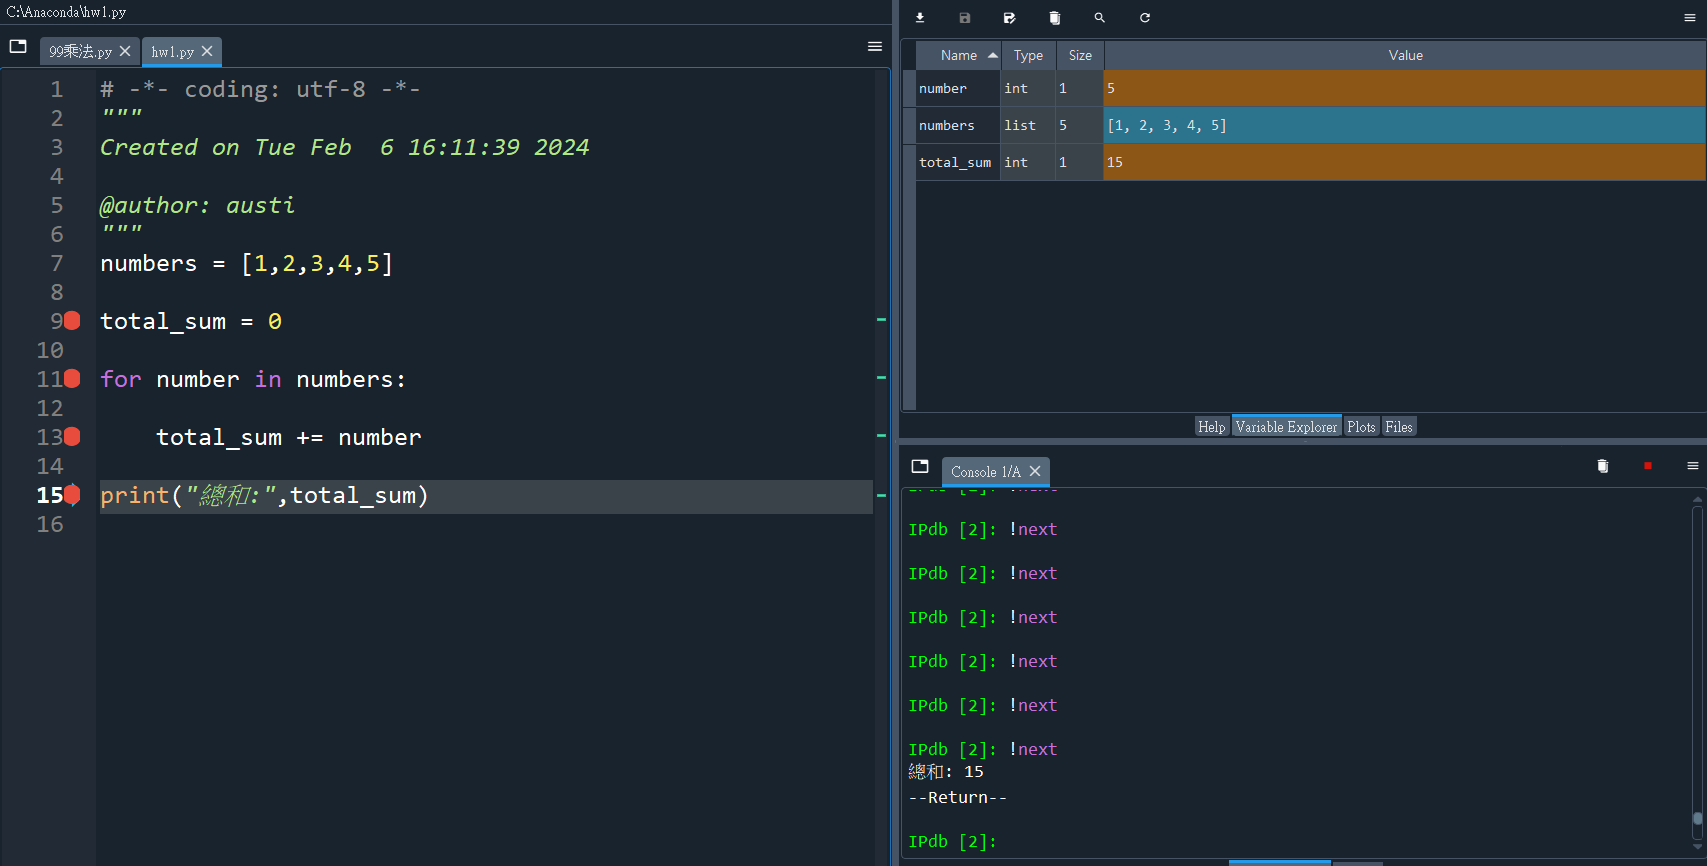 C:\Anaconda\hw1.py
99乘法.py
hw1.py
1 # -*- coding: utf-8 -*-
2 """
3 Created on Tue Feb  6 16:11:39 2024
4
5 @author: austi
6 """
7 numbers = [1,2,3,4,5]
8
9 total_sum = 0
10
11 for number in numbers:
12
13     total_sum += number
14
15 print("總和:",total_sum)
16
Name Type Size Value
number int 1 5
numbers list 5 [1, 2, 3, 4, 5]
total_sum int 1 15
Help Variable Explorer Plots Files
Console 1/A
IPdb [2]: !next
IPdb [2]: !next
IPdb [2]: !next
IPdb [2]: !next
IPdb [2]: !next
IPdb [2]: !next
總和: 15
--Return--
IPdb [2]: